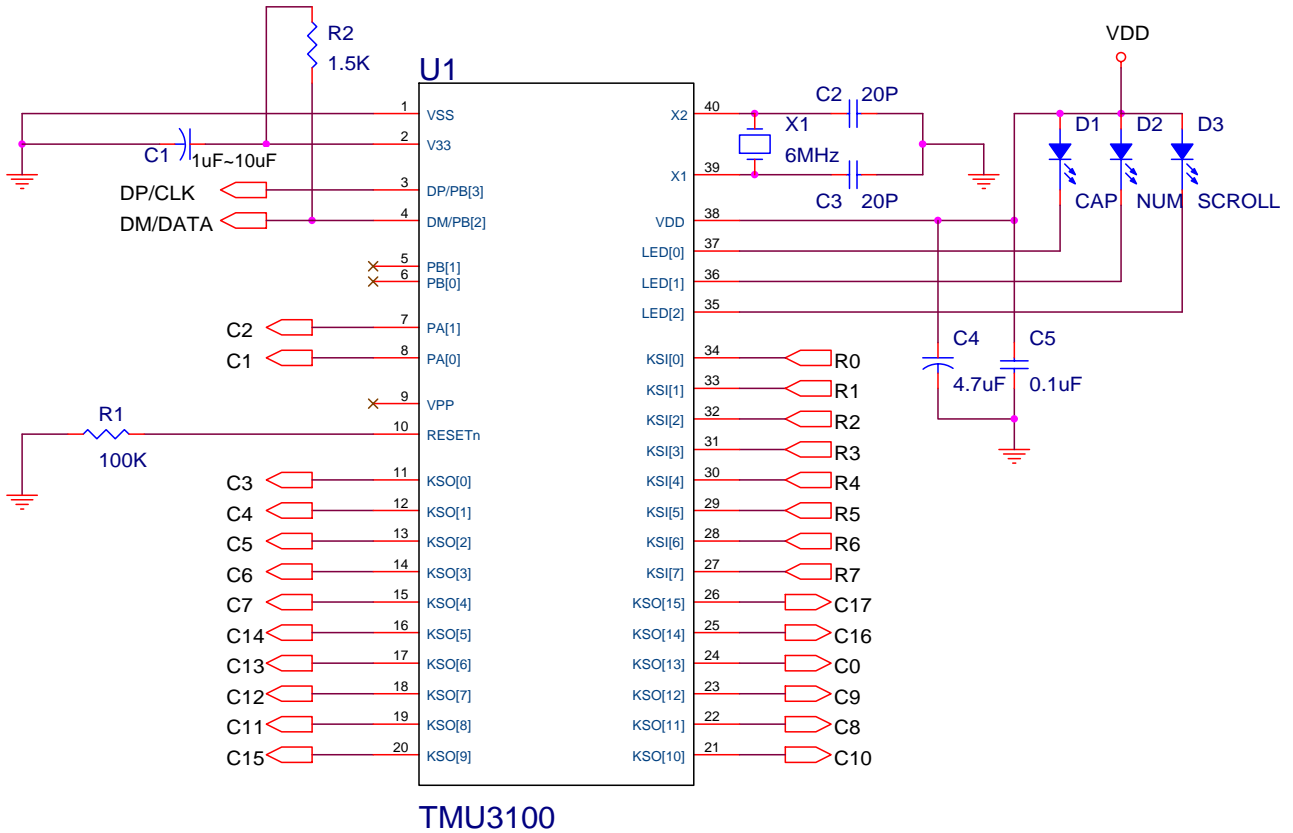 R2
1.5K
VDD
U1
1 VSS
2 V33
C1 1uF~10uF
DP/CLK 3 DP/PB[3]
DM/DATA 4 DM/PB[2]
5 PB[1]
6 PB[0]
C2 7 PA[1]
C1 8 PA[0]
9 VPP
R1
100K
10 RESETn
C3 11 KSO[0]
C4 12 KSO[1]
C5 13 KSO[2]
C6 14 KSO[3]
C7 15 KSO[4]
C14 16 KSO[5]
C13 17 KSO[6]
C12 18 KSO[7]
C11 19 KSO[8]
C15 20 KSO[9]
X2 40
C2 20P
X1
6MHz
X1 39
C3 20P
D1 D2 D3
CAP NUM SCROLL
VDD 38
LED[0] 37
LED[1] 36
LED[2] 35
C4 C5
4.7uF 0.1uF
KSI[0] 34 R0
KSI[1] 33 R1
KSI[2] 32 R2
KSI[3] 31 R3
KSI[4] 30 R4
KSI[5] 29 R5
KSI[6] 28 R6
KSI[7] 27 R7
KSO[15] 26 C17
KSO[14] 25 C16
KSO[13] 24 C0
KSO[12] 23 C9
KSO[11] 22 C8
KSO[10] 21 C10
TMU3100